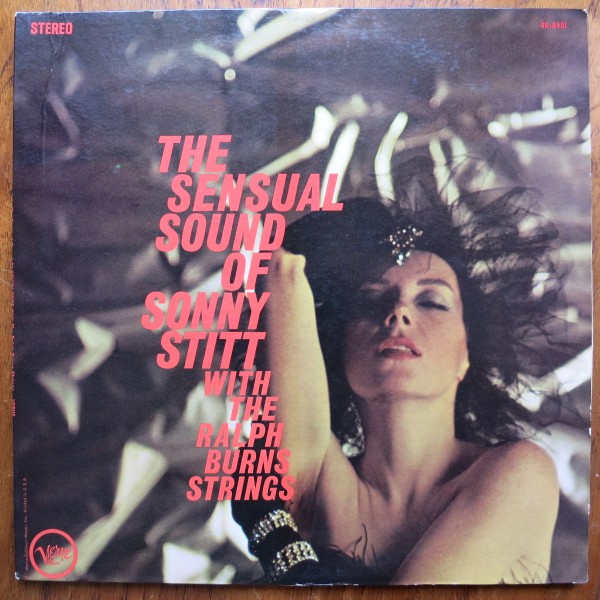 STEREO
THE
SENSUAL
SOUND
OF
SONNY
STITT
WITH
THE
RALPH
BURNS
STRINGS
VERVE